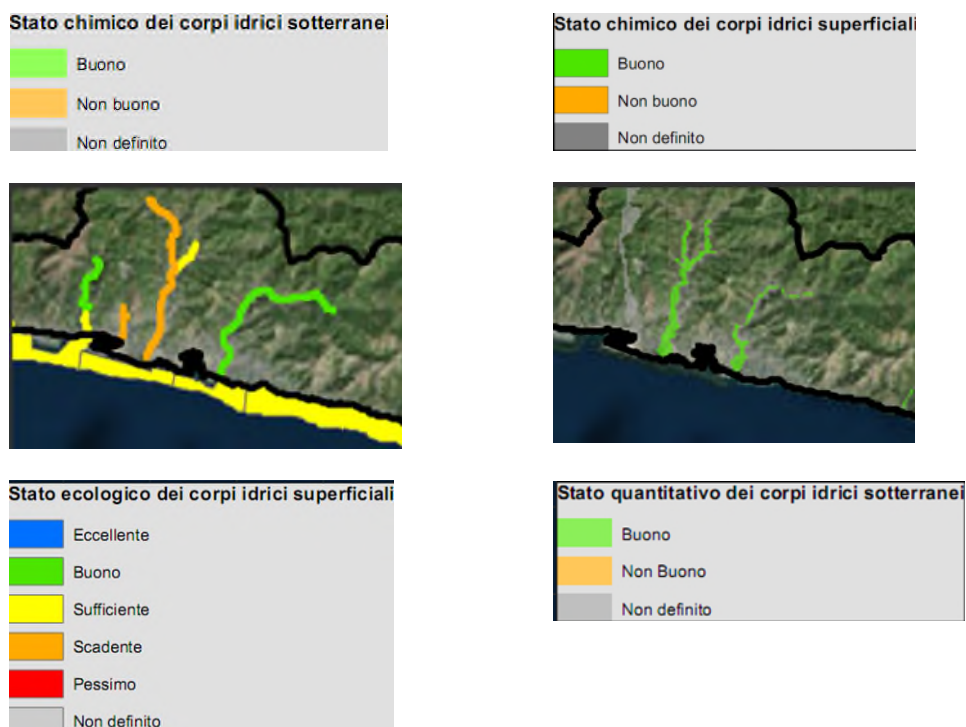 Stato chimico dei corpi idrici sotterranei
Buono
Non buono
Non definito
Stato chimico dei corpi idrici superficiali
Buono
Non buono
Non definito
Stato ecologico dei corpi idrici superficiali
Eccellente
Buono
Sufficiente
Scadente
Pessimo
Non definito
Stato quantitativo dei corpi idrici sotterranei
Buono
Non Buono
Non definito